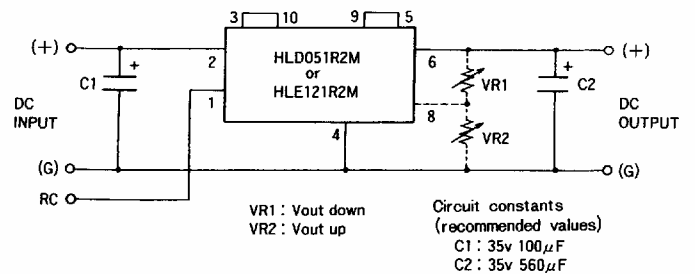 3 10 9 5
(+) 2 HLD051R2M 6 (+)
or
HLE121R2M
+ C1 1 VR1 + C2
DC INPUT 8 DC OUTPUT
4 VR2
(G) (G)
RC
VR1 : Vout down
VR2 : Vout up
Circuit constants
(recommended values)
C1 : 35v 100μF
C2 : 35v 560μF